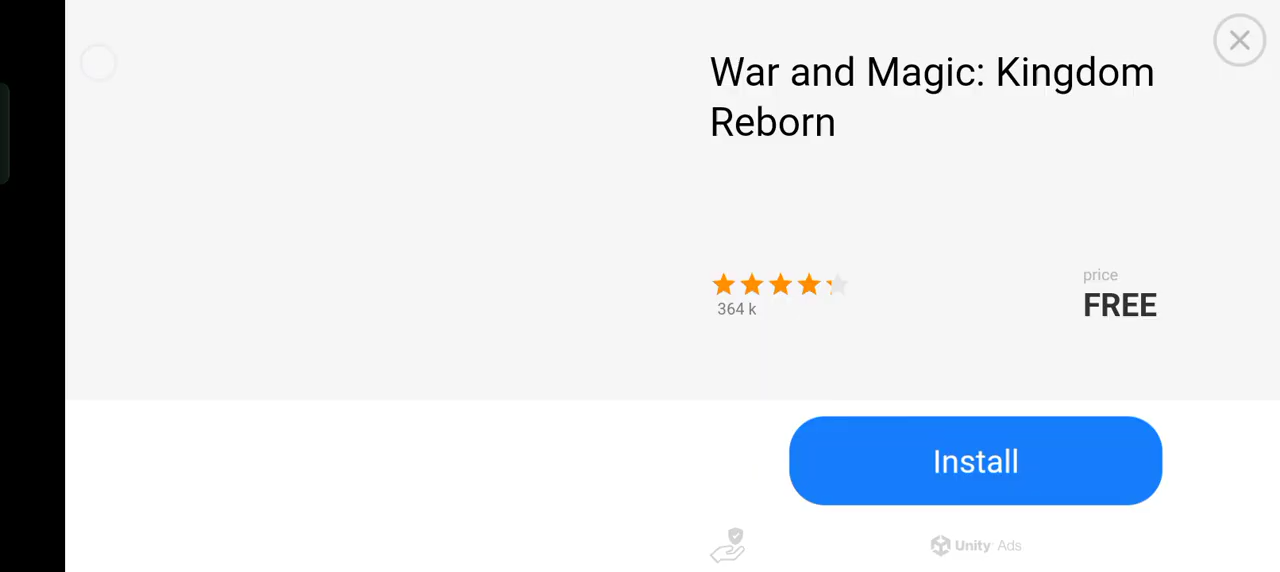 War and Magic: Kingdom
Reborn
price
364 k
FREE
Install
Unity Ads